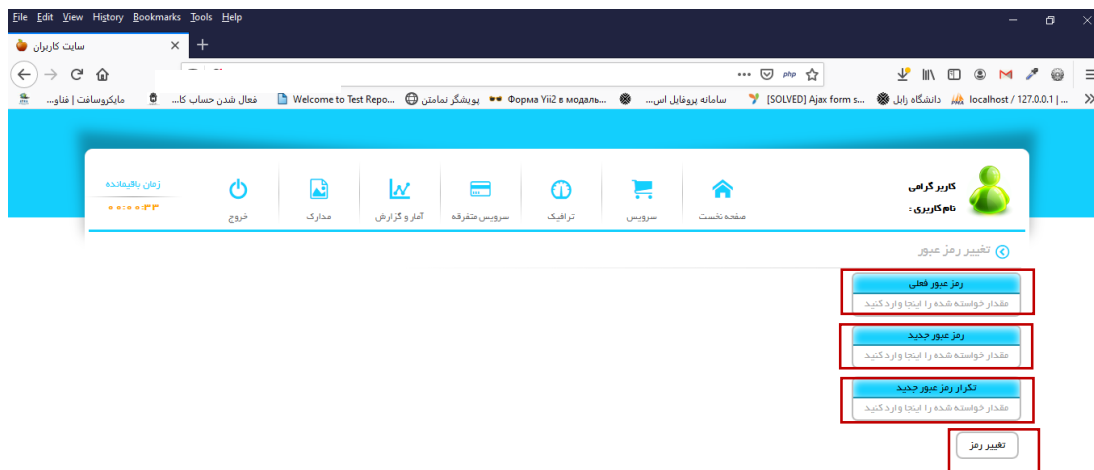 File Edit View History Bookmarks Tools Help
سایت کاربران
php
مایکروسافت | فناو...
فعال شدن حساب کا...
Welcome to Test Repo...
پویشگر نمامتن
Форма Yii2 в модаль...
سامانه پروفایل اس...
[SOLVED] Ajax form s...
دانشگاه زابل
localhost / 127.0.0.1 | ...
کاربر گرامی
نام کاربری :
صفحه نخست
سرویس
ترافیک
سرویس متفرقه
آمار و گزارش
مدارک
خروج
زمان باقیمانده
۰۰:۰۰:۳۳
تغییر رمز عبور
رمز عبور فعلی
مقدار خواسته شده را اینجا وارد کنید
رمز عبور جدید
مقدار خواسته شده را اینجا وارد کنید
تکرار رمز عبور جدید
مقدار خواسته شده را اینجا وارد کنید
تغییر رمز